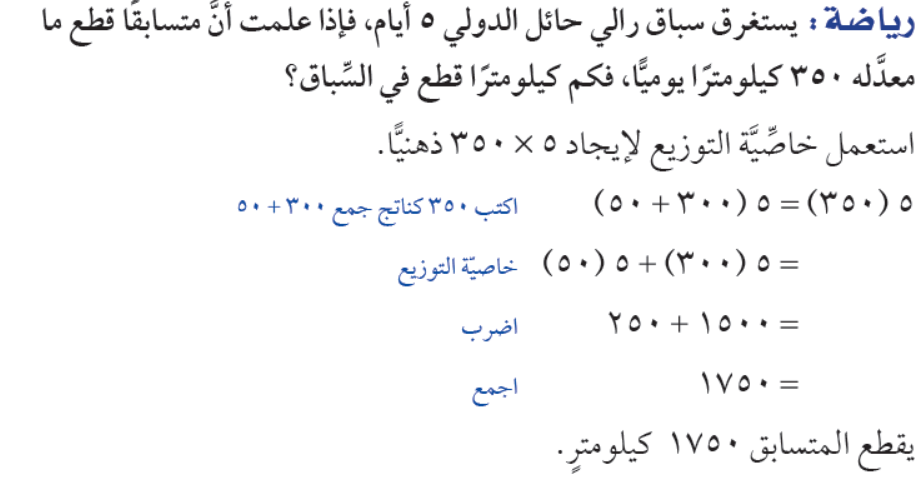 رياضة : يستغرق سباق رالي حائل الدولي ٥ أيام، فإذا علمت أنَّ متسابقًا قطع ما
معدَّله ٣٥٠ كيلومترًا يوميًّا، فكم كيلومترًا قطع في السِّباق؟
استعمل خاصِّيَّة التوزيع لإيجاد ٥ × ٣٥٠ ذهنيًّا.
٥ (٣٥٠) = ٥ (٣٠٠ + ٥٠) اكتب ٣٥٠ كناتج جمع ٣٠٠ + ٥٠
= ٥ (٣٠٠) + ٥ (٥٠) خاصيّة التوزيع
= ١٥٠٠ + ٢٥٠ اضرب
= ١٧٥٠ اجمع
يقطع المتسابق ١٧٥٠ كيلومترٍ.